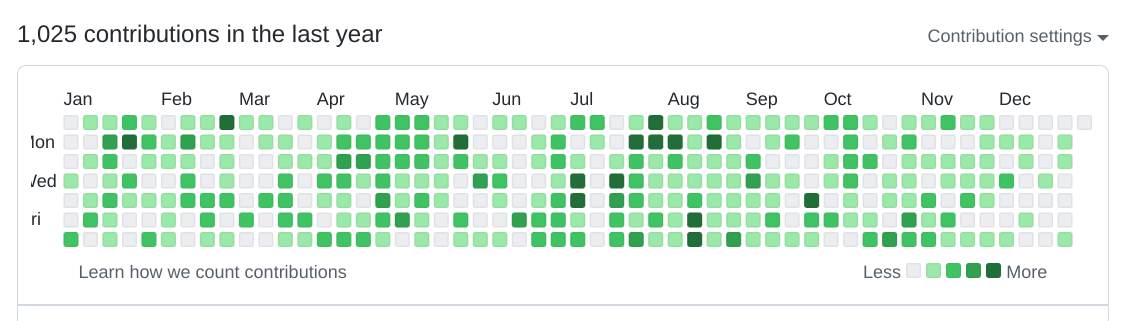 1,025 contributions in the last year
Contribution settings
Jan Feb Mar Apr May Jun Jul Aug Sep Oct Nov Dec
Learn how we count contributions
Less More